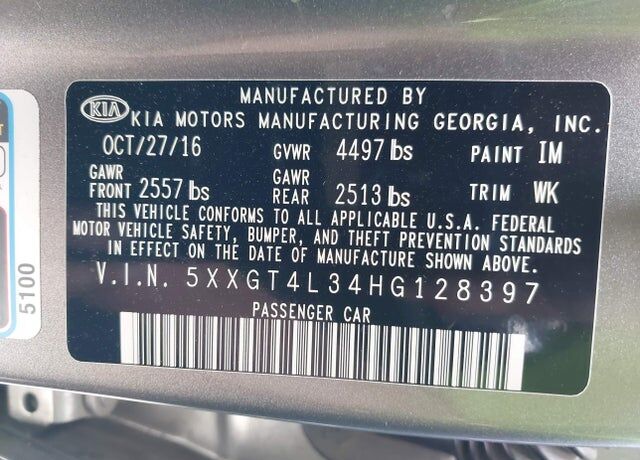 MANUFACTURED BY
KIA KIA MOTORS MANUFACTURING GEORGIA, INC.
OCT/27/16 GVWR 4497 lbs PAINT IM
GAWR FRONT 2557 lbs GAWR REAR 2513 lbs TRIM WK
THIS VEHICLE CONFORMS TO ALL APPLICABLE U.S.A. FEDERAL
MOTOR VEHICLE SAFETY, BUMPER, AND THEFT PREVENTION STANDARDS
IN EFFECT ON THE DATE OF MANUFACTURE SHOWN ABOVE.
V.I.N. 5XXGT4L34HG128397
PASSENGER CAR
5100